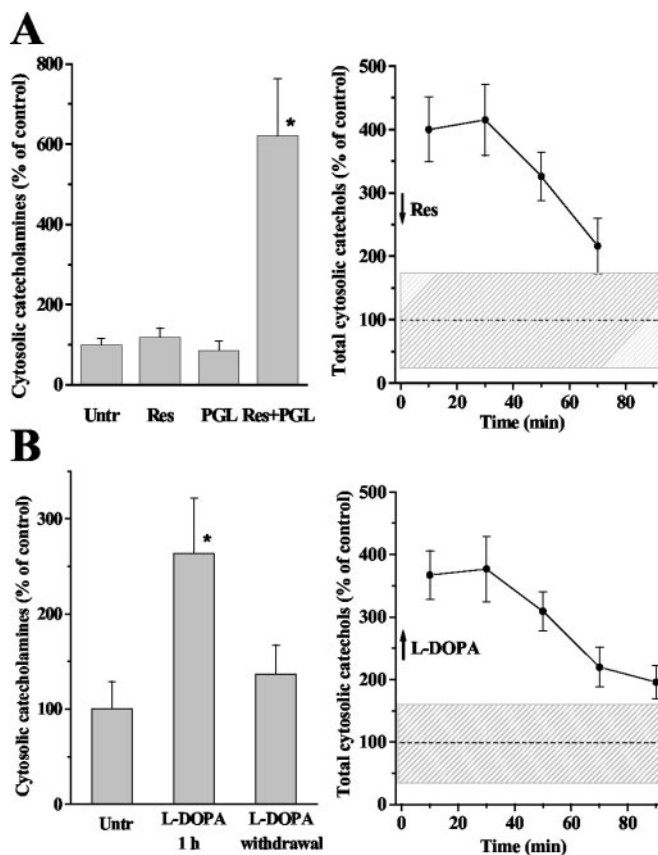 A
Cytosolic catecholamines (% of control)
800
600
400
200
100
0
*
Untr Res PGL Res+PGL
Total cytosolic catechols (% of control)
500
400
300
200
100
0
Res
0 20 40 60 80
Time (min)
B
Cytosolic catecholamines (% of control)
300
200
100
0
*
Untr L-DOPA L-DOPA
1 h withdrawal
Total cytosolic catechols (% of control)
500
400
300
200
100
0
L-DOPA
0 20 40 60 80
Time (min)